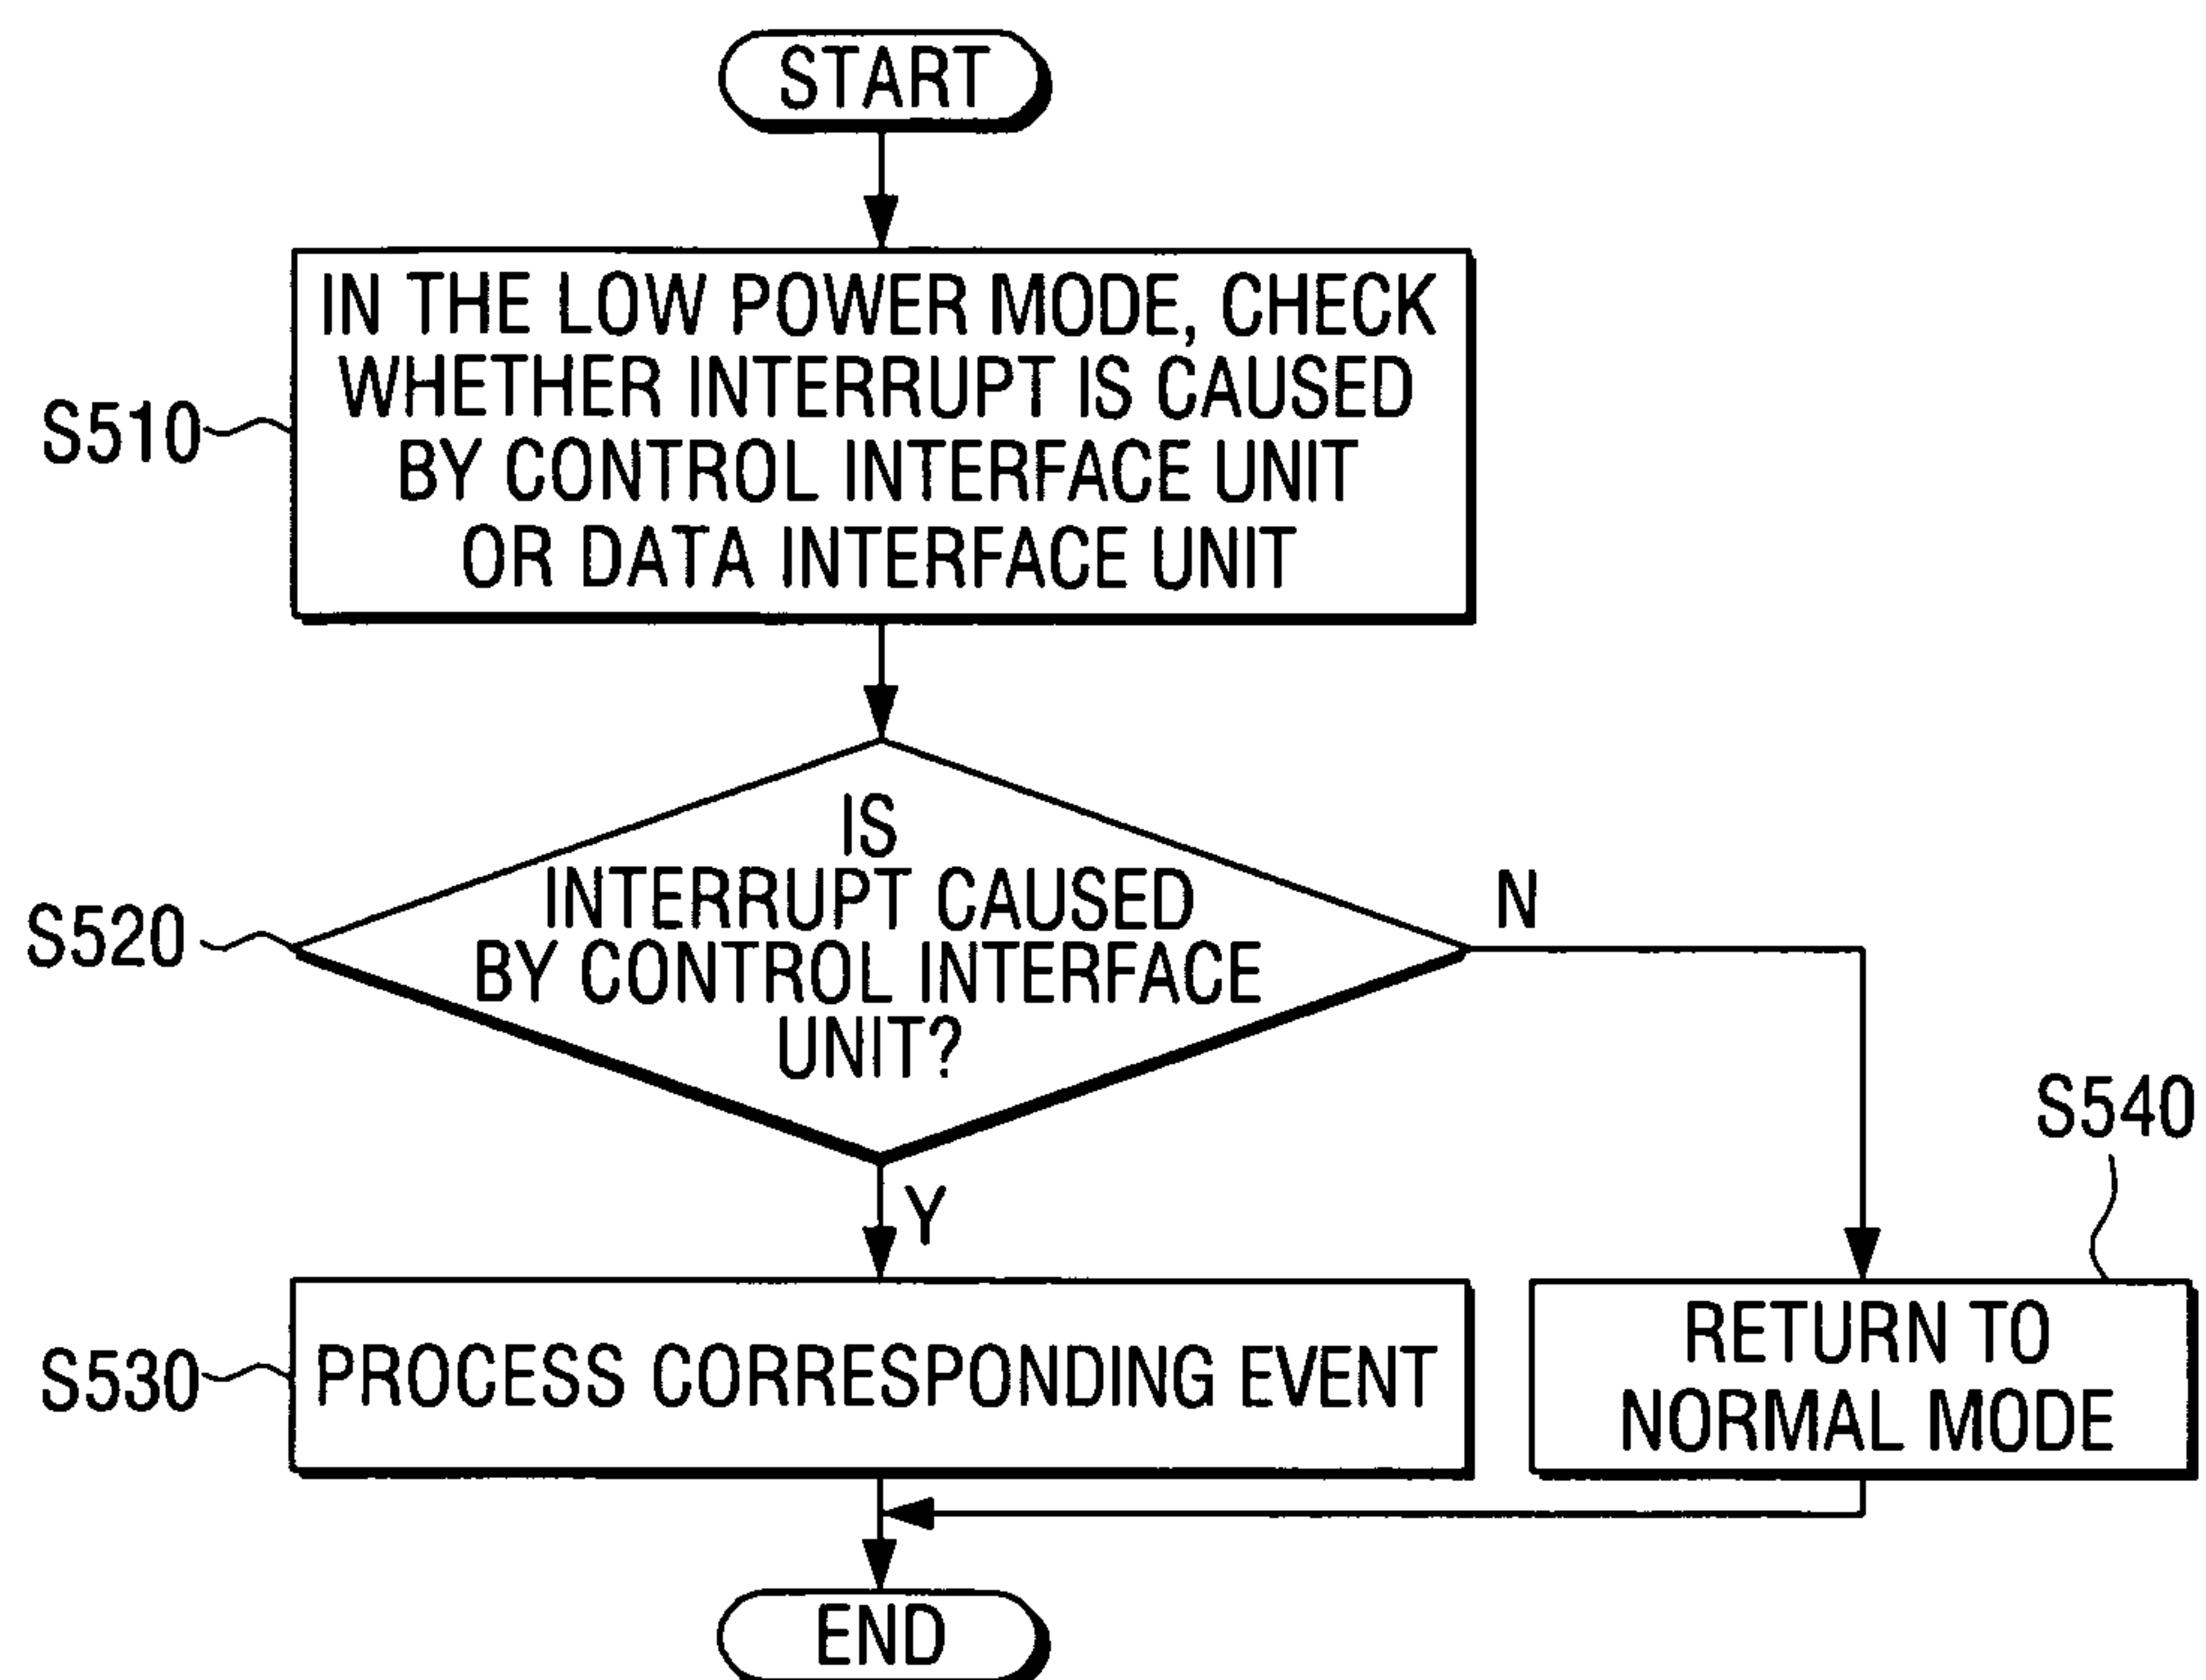 START
IN THE LOW POWER MODE, CHECK
WHETHER INTERRUPT IS CAUSED
BY CONTROL INTERFACE UNIT
OR DATA INTERFACE UNIT
S510
IS
INTERRUPT CAUSED
BY CONTROL INTERFACE
UNIT?
S520
N
Y
S540
S530
PROCESS CORRESPONDING EVENT
RETURN TO
NORMAL MODE
END